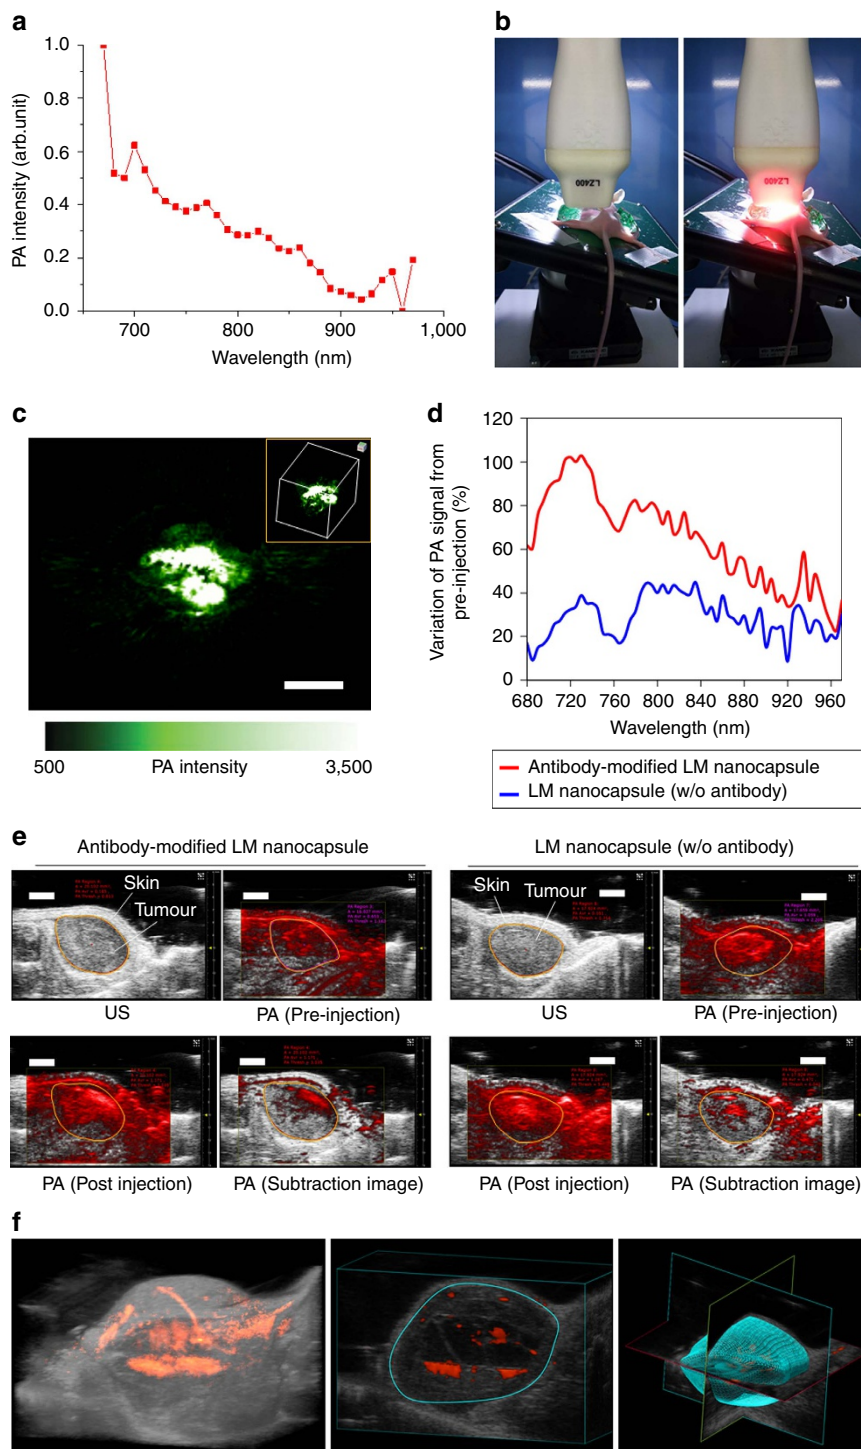 a
1.0
0.8
0.6
0.4
0.2
0.0
PA intensity (arb.unit)
700
800
900
1,000
Wavelength (nm)
b
LZ400
LZ400
c
500
PA intensity
3,500
d
120
100
80
60
40
20
0
Variation of PA signal from
pre-injection (%)
680 720 760 800 840 880 920 960
Wavelength (nm)
Antibody-modified LM nanocapsule
LM nanocapsule (w/o antibody)
e
Antibody-modified LM nanocapsule
LM nanocapsule (w/o antibody)
Skin
Tumour
Skin
Tumour
US
PA (Pre-injection)
US
PA (Pre-injection)
PA (Post injection)
PA (Subtraction image)
PA (Post injection)
PA (Subtraction image)
f